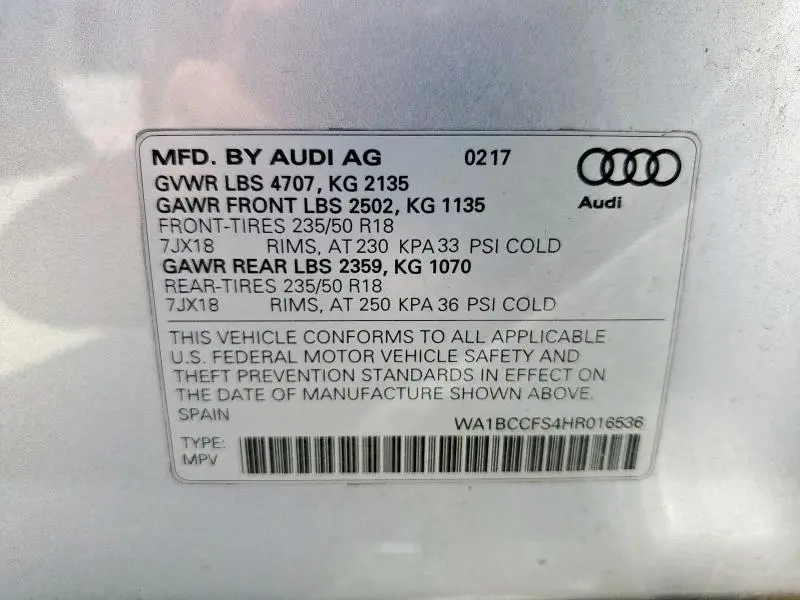 MFD. BY AUDI AG 0217
GVWR LBS 4707, KG 2135
GAWR FRONT LBS 2502, KG 1135
Audi
FRONT-TIRES 235/50 R18
7JX18 RIMS, AT 230 KPA 33 PSI COLD
GAWR REAR LBS 2359, KG 1070
REAR-TIRES 235/50 R18
7JX18 RIMS, AT 250 KPA 36 PSI COLD
THIS VEHICLE CONFORMS TO ALL APPLICABLE
U.S. FEDERAL MOTOR VEHICLE SAFETY AND
THEFT PREVENTION STANDARDS IN EFFECT ON
THE DATE OF MANUFACTURE SHOWN ABOVE.
SPAIN
WA1BCCFS4HR016536
TYPE:
MPV